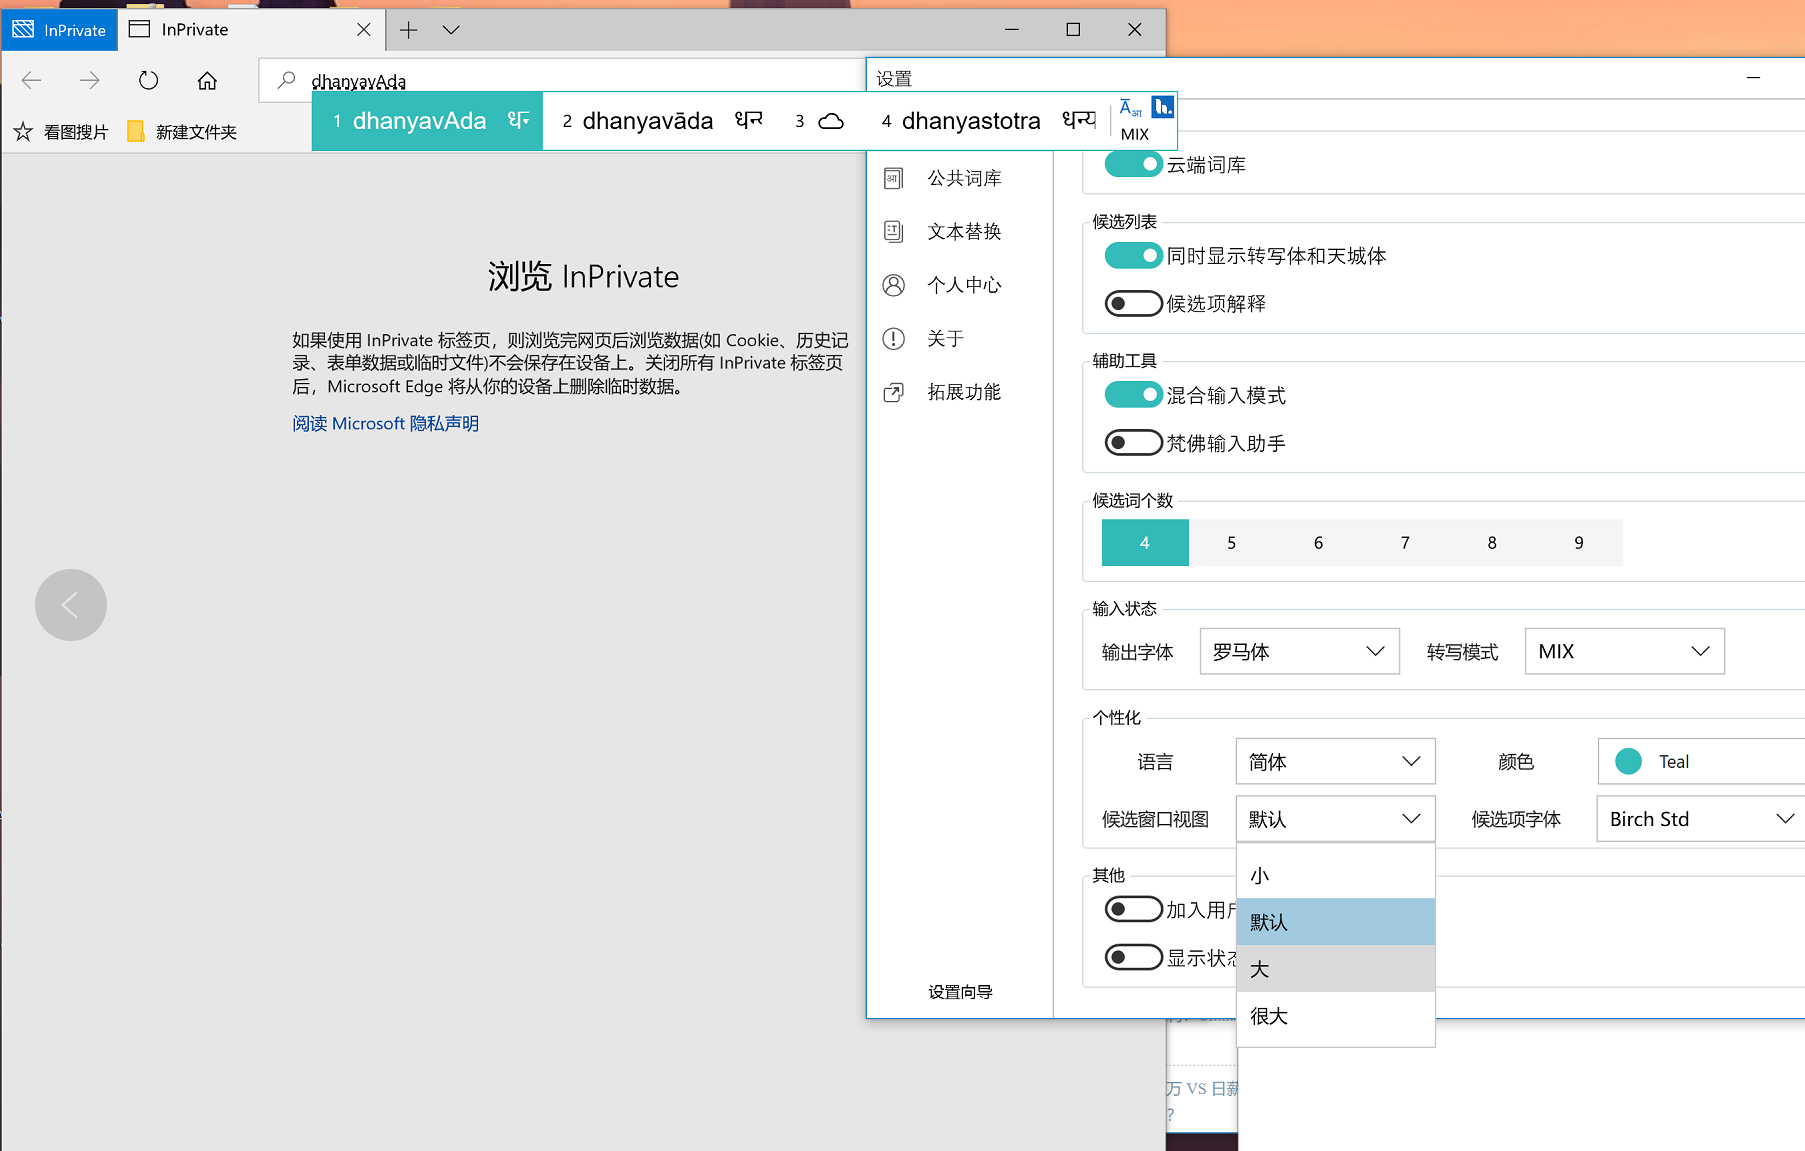 InPrivate
InPrivate
dhanyavAda
看图搜片
新建文件夹
1 dhanyavAda
2 dhanyavāda धन्
3
4 dhanyastotra धन्य
MIX
浏览 InPrivate
如果使用 InPrivate 标签页，则浏览完网页后浏览数据(如 Cookie、历史记
录、表单数据或临时文件)不会保存在设备上。关闭所有 InPrivate 标签页
后，Microsoft Edge 将从你的设备上删除临时数据。
阅读 Microsoft 隐私声明
设置
公共词库
文本替换
个人中心
关于
拓展功能
设置向导
云端词库
候选列表
同时显示转写体和天城体
候选项解释
辅助工具
混合输入模式
梵佛输入助手
候选词个数
4 5 6 7 8 9
输入状态
输出字体 罗马体 转写模式 MIX
个性化
语言 简体 颜色 Teal
候选窗口视图 默认 候选项字体 Birch Std
小
默认
大
很大
其他
加入用
显示状
万 VS 日薪
?